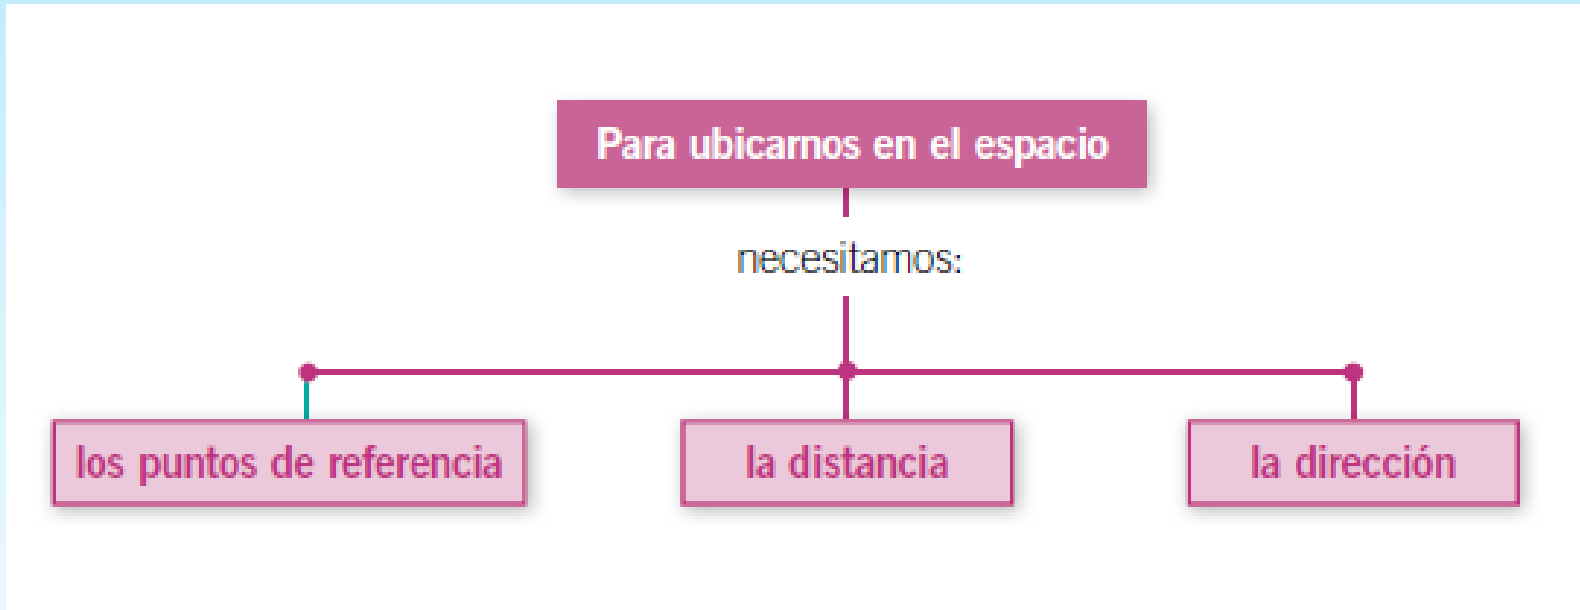 Para ubicarnos en el espacio
necesitamos:
los puntos de referencia
la distancia
la dirección